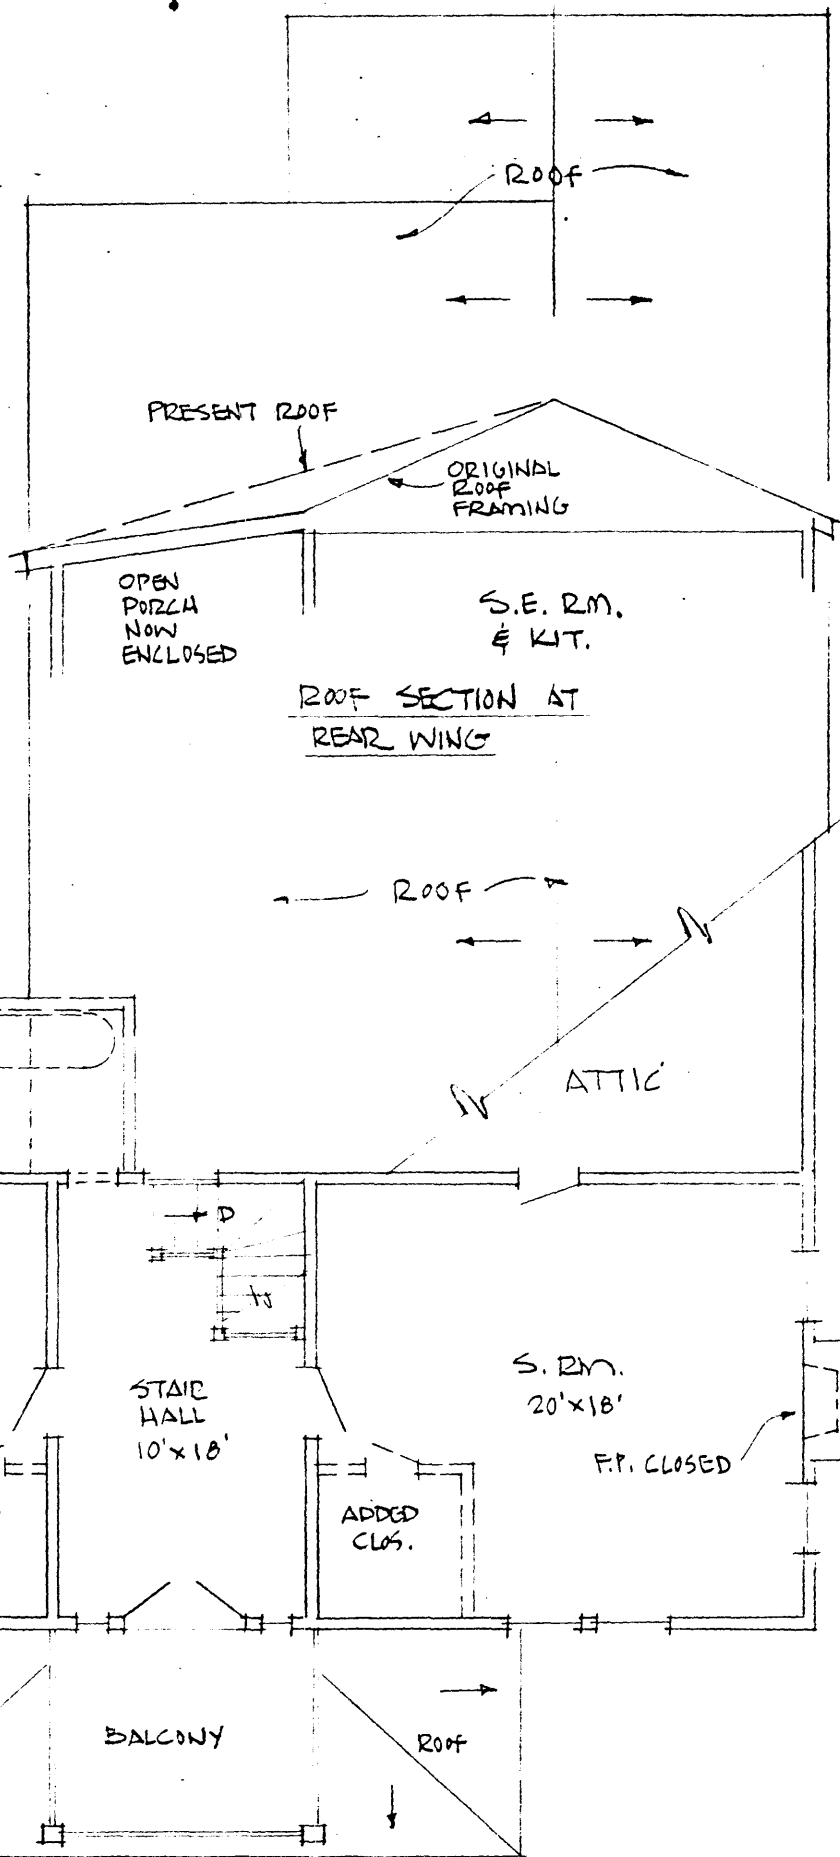 ROOF
PRESENT ROOF
ORIGINAL
ROOF
FRAMING
OPEN
PORCH
NOW
ENCLOSED
S.E. RM.
& KIT.
ROOF SECTION AT
REAR WING
ROOF
ATTIC
D
S. RM.
20'x18'
STAIR
HALL
10'x18'
F.P. CLOSED
ADDED
CLOS.
BALCONY
ROOF